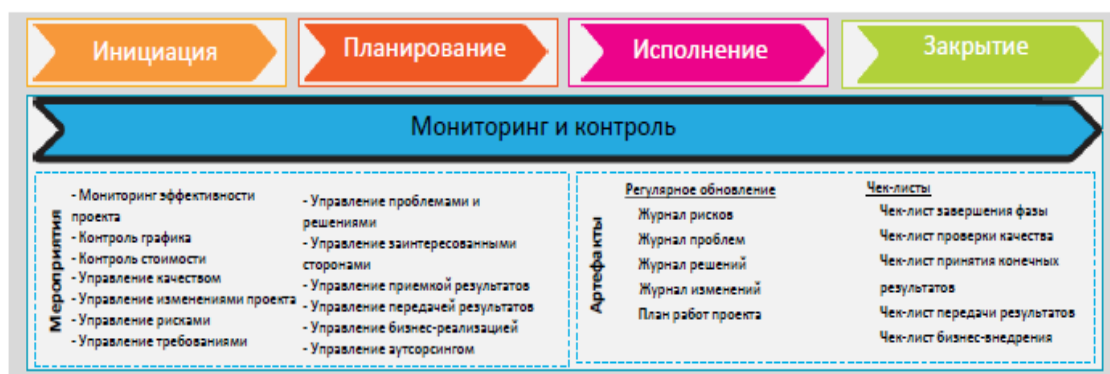 Инициация
Планирование
Исполнение
Закрытие
Мониторинг и контроль
Мероприятия
- Мониторинг эффективности
проекта
- Контроль графика
- Контроль стоимости
- Управление качеством
- Управление изменениями проекта
- Управление рисками
- Управление требованиями
- Управление проблемами и
решениями
- Управление заинтересованными
сторонами
- Управление приемкой результатов
- Управление передачей результатов
- Управление бизнес-реализацией
- Управление аутсорсингом
Артефакты
Регулярное обновление
Журнал рисков
Журнал проблем
Журнал решений
Журнал изменений
План работ проекта
Чек-листы
Чек-лист завершения фазы
Чек-лист проверки качества
Чек-лист принятия конечных
результатов
Чек-лист передачи результатов
Чек-лист бизнес-внедрения